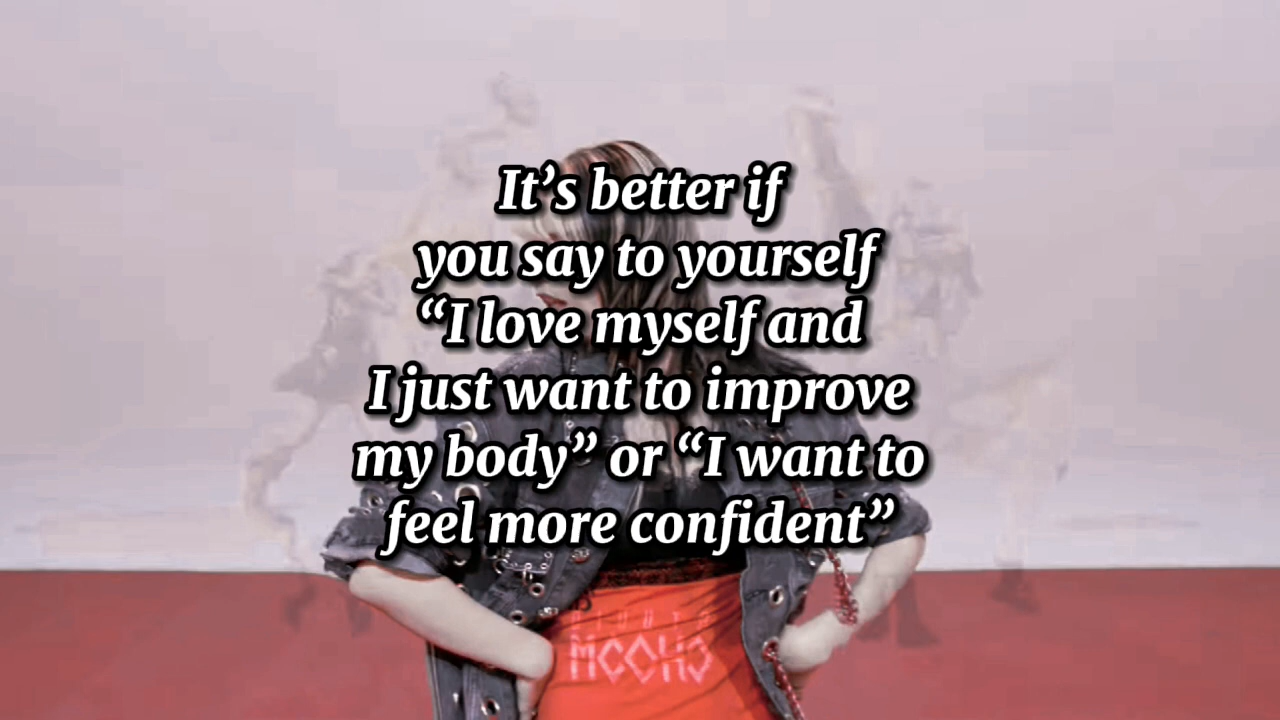 It’s better if
you say to yourself
“I love myself and
I just want to improve
my body” or “I want to
feel more confident”